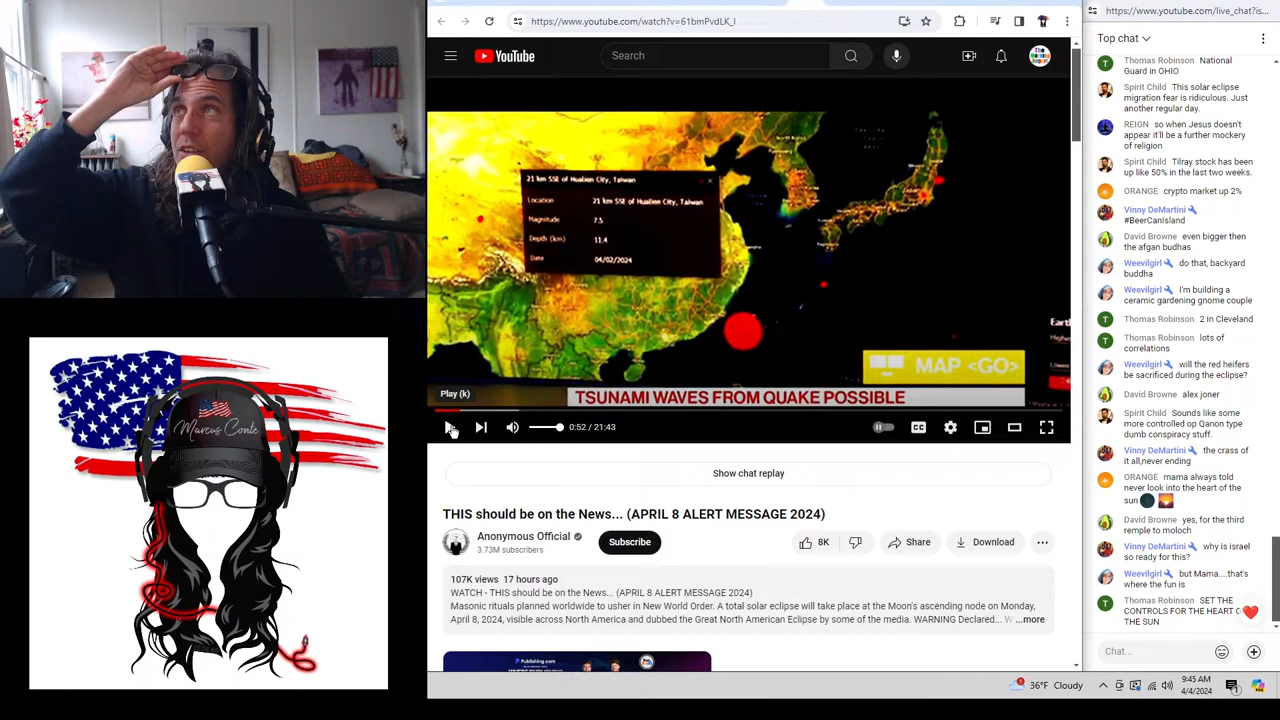 https://www.youtube.com/watch?v=61bmPvdLK_I
YouTube
Search
21 km SSE of Hualien City, Taiwan
Location 21 km SSE of Hualien City, Taiwan
Magnitude 7.5
Depth (km) 11.4
Date 04/02/2024
MAP <GO>
Play (k)
TSUNAMI WAVES FROM QUAKE POSSIBLE
0:52 / 21:43
CC
Show chat replay
THIS should be on the News... (APRIL 8 ALERT MESSAGE 2024)
Anonymous Official
3.73M subscribers
Subscribe
8K
Share
Download
107K views 17 hours ago
WATCH - THIS should be on the News... (APRIL 8 ALERT MESSAGE 2024)
Masonic rituals planned worldwide to usher in New World Order. A total solar eclipse will take place at the Moon's ascending node on Monday,
April 8, 2024, visible across North America and dubbed the Great North American Eclipse by some of the media. WARNING Declared... W ...more
Publishing.com
Marcus Conte
https://www.youtube.com/live_chat?is...
Top chat
Thomas Robinson National
Guard in OHIO
Spirit Child This solar eclipse
migration fear is ridiculous. Just
another regular day.
REIGN so when Jesus doesn't
appear it'll be a further mockery
of religion
Spirit Child Tilray stock has been
up like 50% in the last two weeks.
ORANGE crypto market up 2%
Vinny DeMartini
#BeerCanIsland
David Browne even bigger then
the afgan budhas
Weevilgirl do that, backyard
buddha
Weevilgirl I'm building a
ceramic gardening gnome couple
Thomas Robinson 2 in Cleveland
Thomas Robinson lots of
correlations
Weevilgirl will the red heifers
be sacrificed during the eclipse?
David Browne alex joner
Spirit Child Sounds like some
more controlled Qanon type
dumb conspiracy stuff.
Vinny DeMartini the crass of
it all,never ending
ORANGE mama always told
never look into the heart of the
sun
David Browne yes, for the third
remple to moloch
Vinny DeMartini why is israel
so ready for this?
Weevilgirl but Mama....that's
where the fun is
Thomas Robinson SET THE
CONTROLS FOR THE HEART OF
THE SUN
Chat...
36°F Cloudy
9:45 AM
4/4/2024